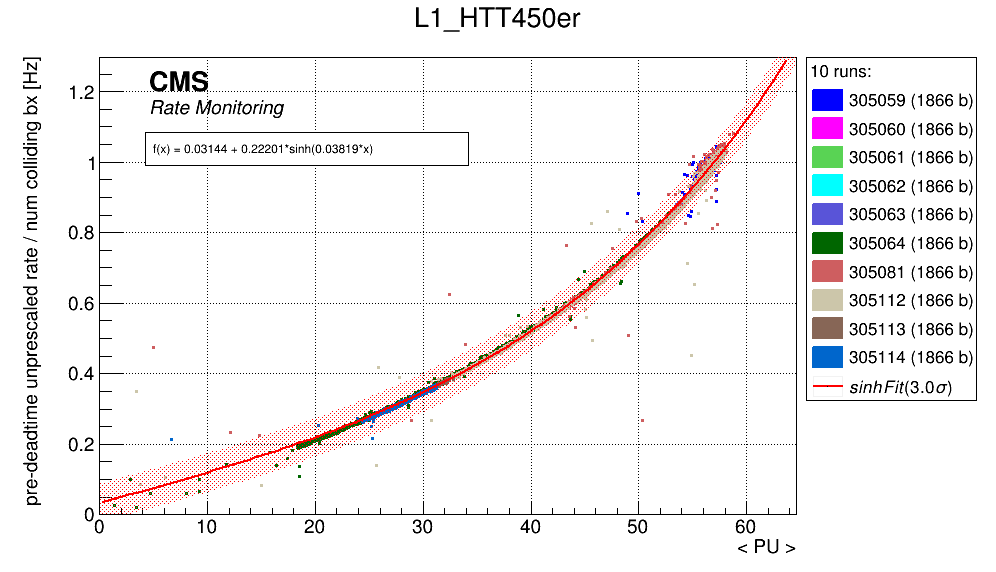 L1_HTT450er
pre-deadtime unprescaled rate / num colliding bx [Hz]
CMS
Rate Monitoring
f(x) = 0.03144 + 0.22201*sinh(0.03819*x)
1.2
1
0.8
0.6
0.4
0.2
0
0 10 20 30 40 50 60
< PU >
10 runs:
305059 (1866 b)
305060 (1866 b)
305061 (1866 b)
305062 (1866 b)
305063 (1866 b)
305064 (1866 b)
305081 (1866 b)
305112 (1866 b)
305113 (1866 b)
305114 (1866 b)
sinhFit(3.0σ)